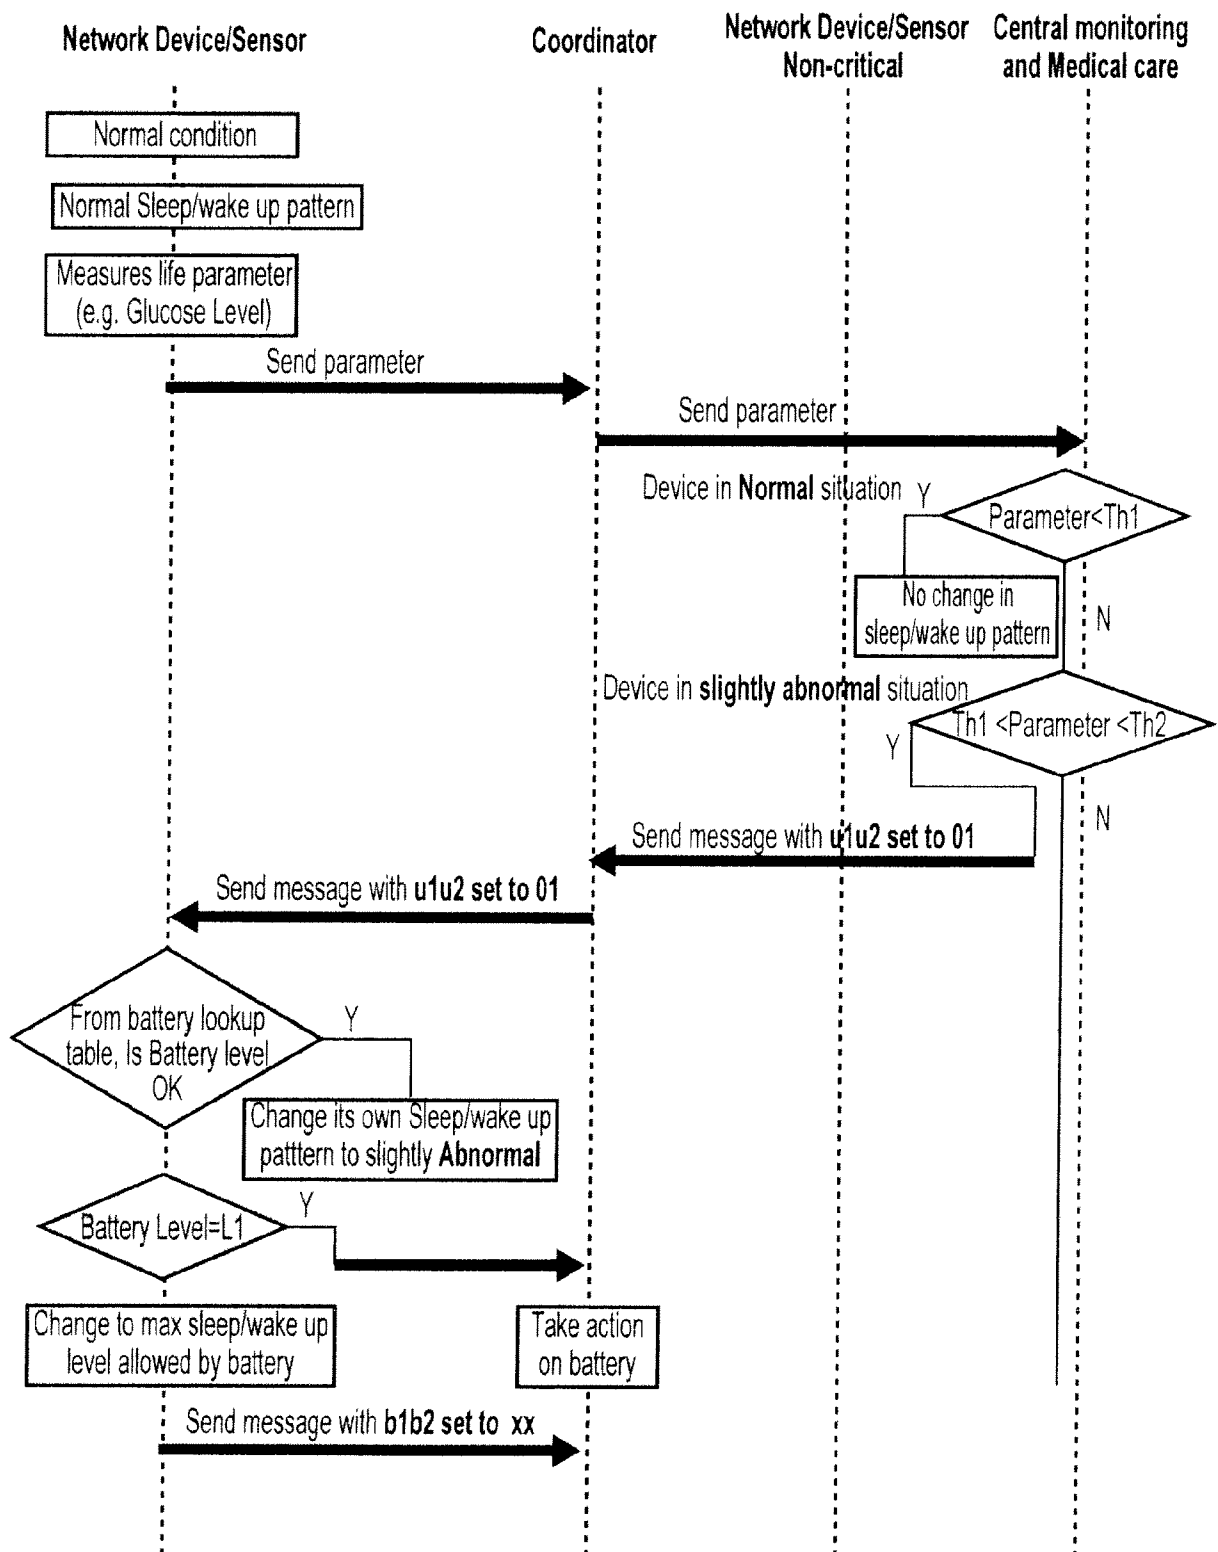 Network Device/Sensor
Coordinator
Network Device/Sensor
Non-critical
Central monitoring
and Medical care
Normal condition
Normal Sleep/wake up pattern
Measures life parameter
(e.g. Glucose Level)
Send parameter
Send parameter
Device in Normal situation
Y
Parameter<Th1
No change in
sleep/wake up pattern
N
Device in slightly abnormal situation
Th1 <Parameter <Th2
Y
N
Send message with u1u2 set to 01
Send message with u1u2 set to 01
From battery lookup
table, Is Battery level
OK
Y
Change its own Sleep/wake up
patttern to slightly Abnormal
Y
Battery Level=L1
Change to max sleep/wake up
level allowed by battery
Take action
on battery
Send message with b1b2 set to xx